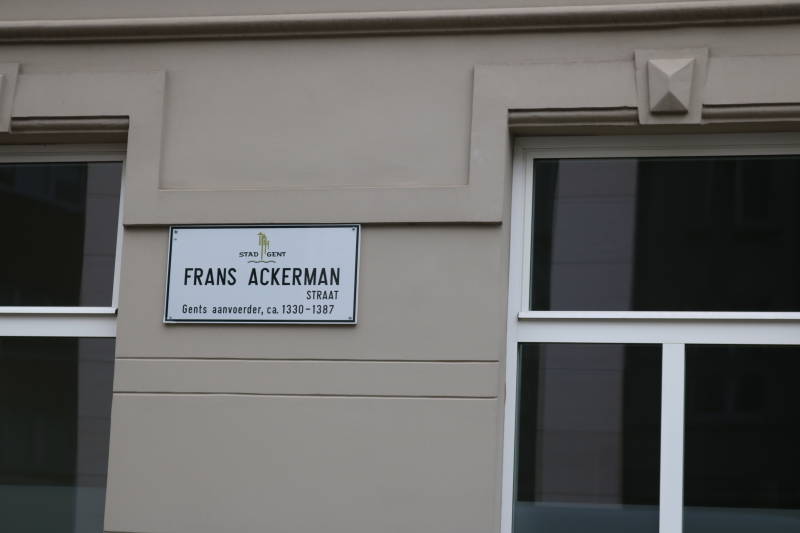 STAD GENT
FRANS ACKERMAN
STRAAT
Gents aanvoerder, ca. 1330-1387